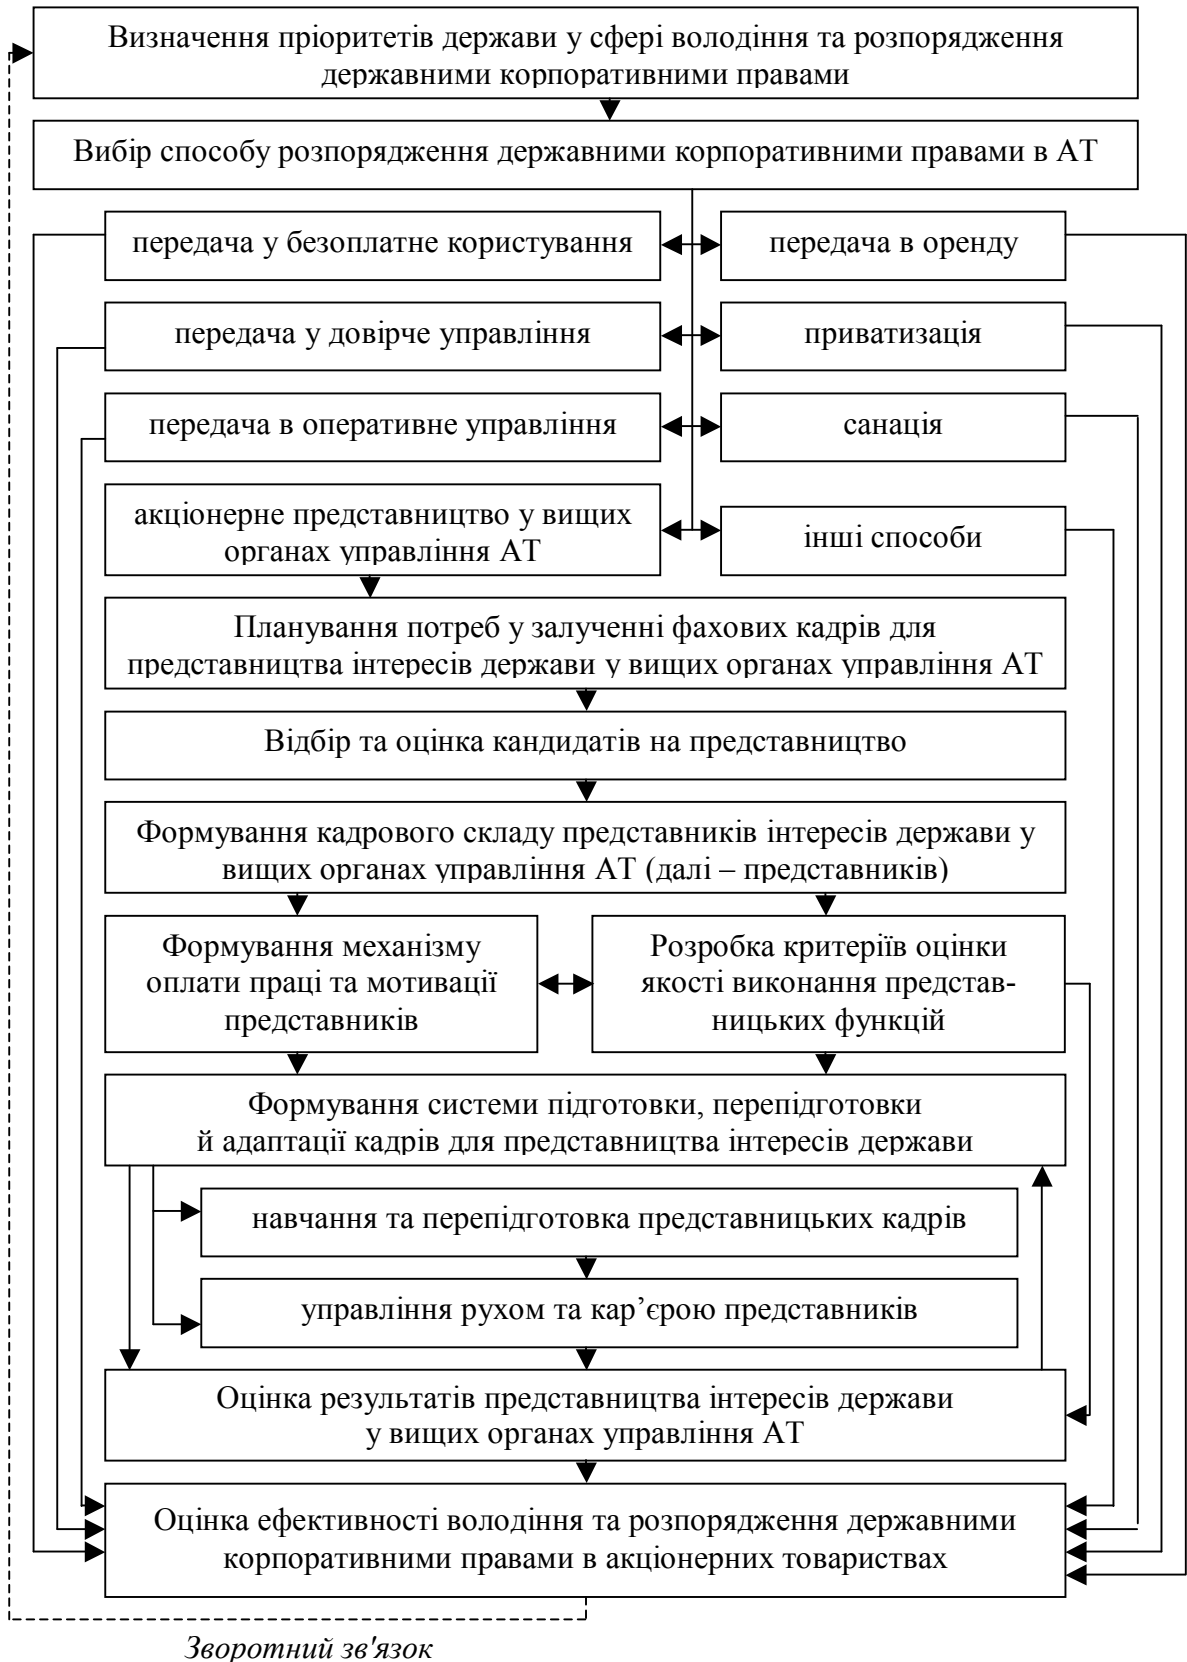 Визначення пріоритетів держави у сфері володіння та розпорядження
державними корпоративними правами
Вибір способу розпорядження державними корпоративними правами в АТ
передача у безоплатне користування
передача в оренду
передача у довірче управління
приватизація
передача в оперативне управління
санація
акціонерне представництво у вищих
органах управління АТ
інші способи
Планування потреб у залученні фахових кадрів для
представництва інтересів держави у вищих органах управління АТ
Відбір та оцінка кандидатів на представництво
Формування кадрового складу представників інтересів держави у
вищих органах управління АТ (далі – представників)
Формування механізму
оплати праці та мотивації
представників
Розробка критеріїв оцінки
якості виконання представ-
ницьких функцій
Формування системи підготовки, перепідготовки
й адаптації кадрів для представництва інтересів держави
навчання та перепідготовка представницьких кадрів
управління рухом та кар’єрою представників
Оцінка результатів представництва інтересів держави
у вищих органах управління АТ
Оцінка ефективності володіння та розпорядження державними
корпоративними правами в акціонерних товариствах
Зворотний зв'язок